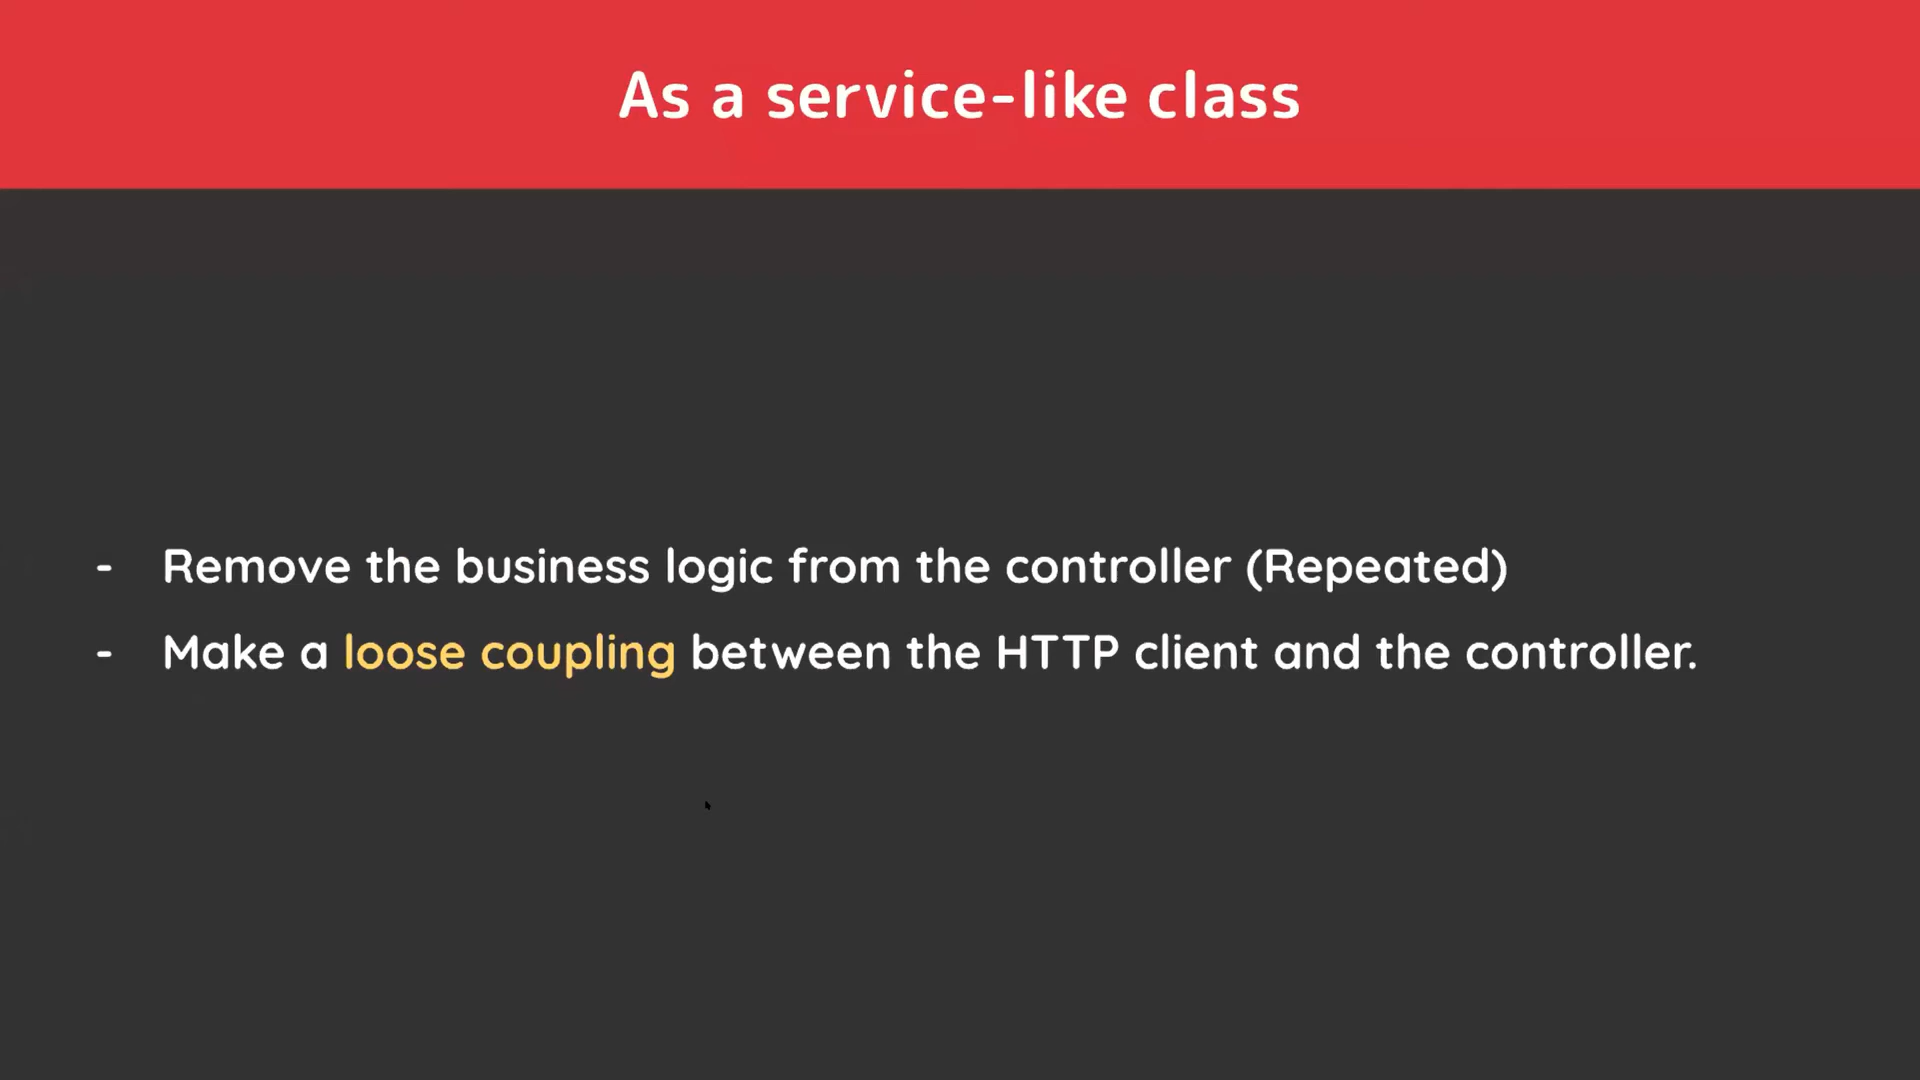 As a service-like class
- Remove the business logic from the controller (Repeated)
- Make a loose coupling between the HTTP client and the controller.